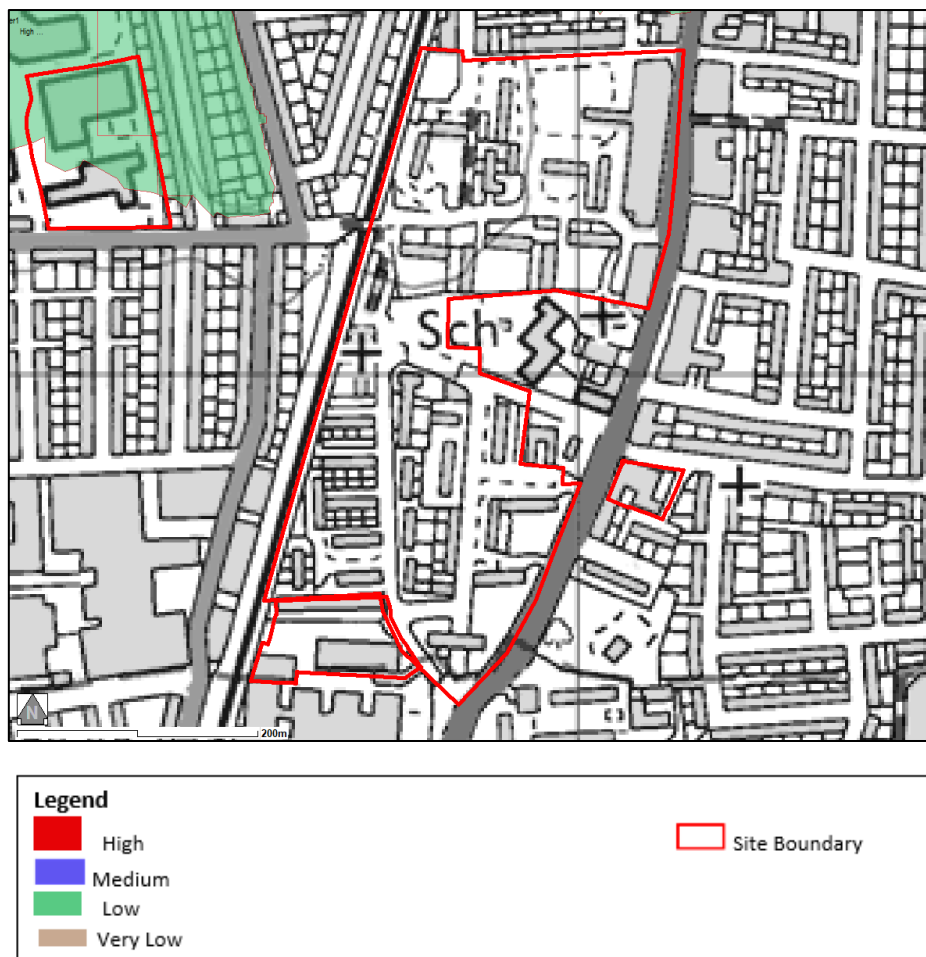 High ...
Sch
N
200m
Legend
High
Medium
Low
Very Low
Site Boundary